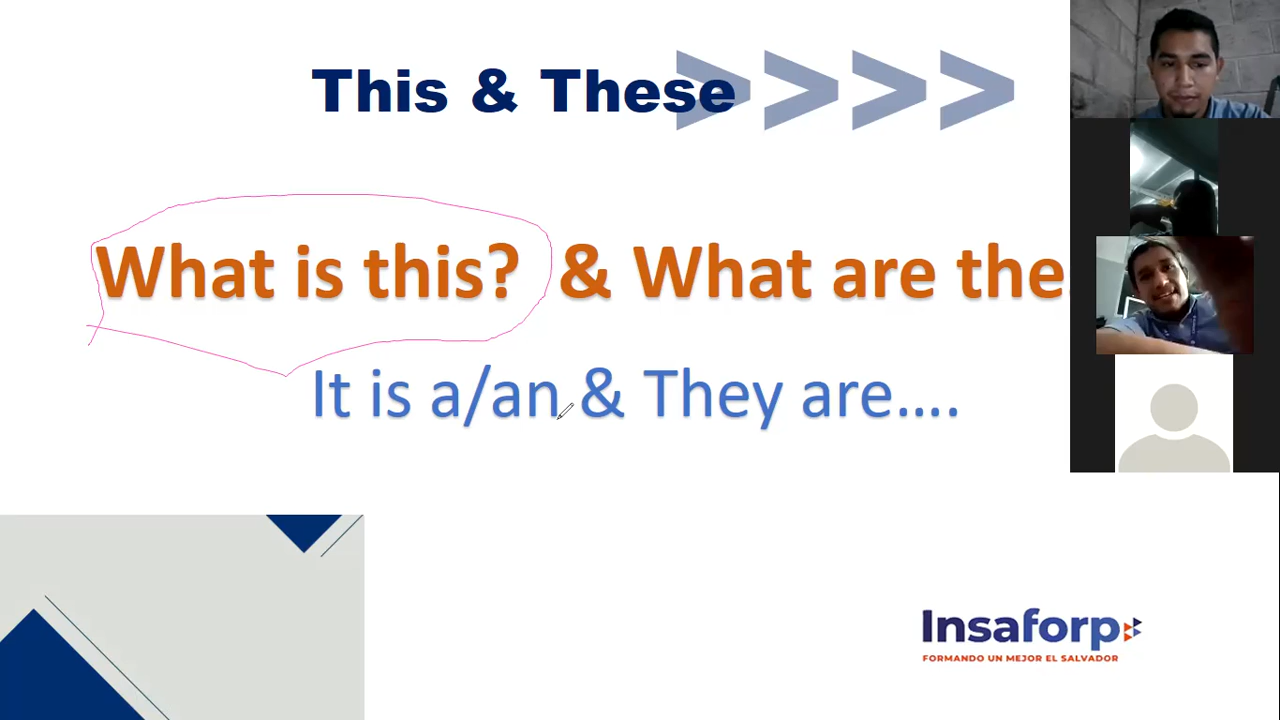 This & These
What is this? & What are the
It is a/an & They are....
Insaforp
FORMANDO UN MEJOR EL SALVADOR